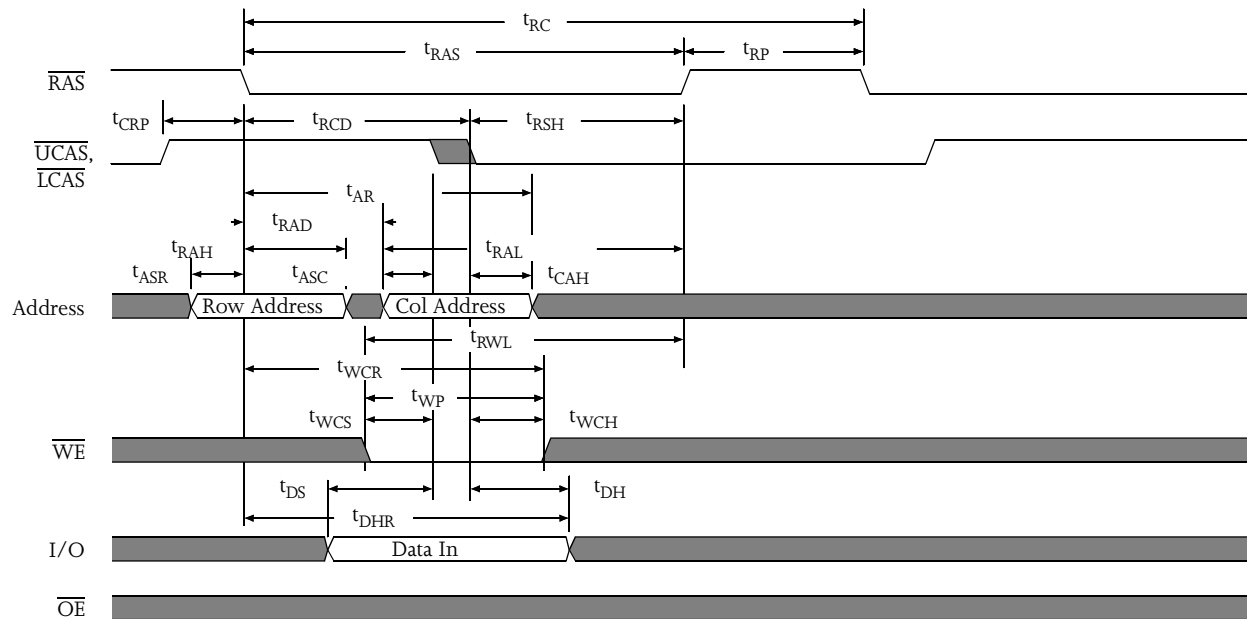 tRC
tRAS
tRP
RAS
tCRP
tRCD
tRSH
UCAS,
LCAS
tAR
tRAD
tRAH
tRAL
tASR
tASC
tCAH
Address
Row Address
Col Address
tRWL
tWCR
tWP
tWCS
tWCH
WE
tDS
tDH
tDHR
I/O
Data In
OE